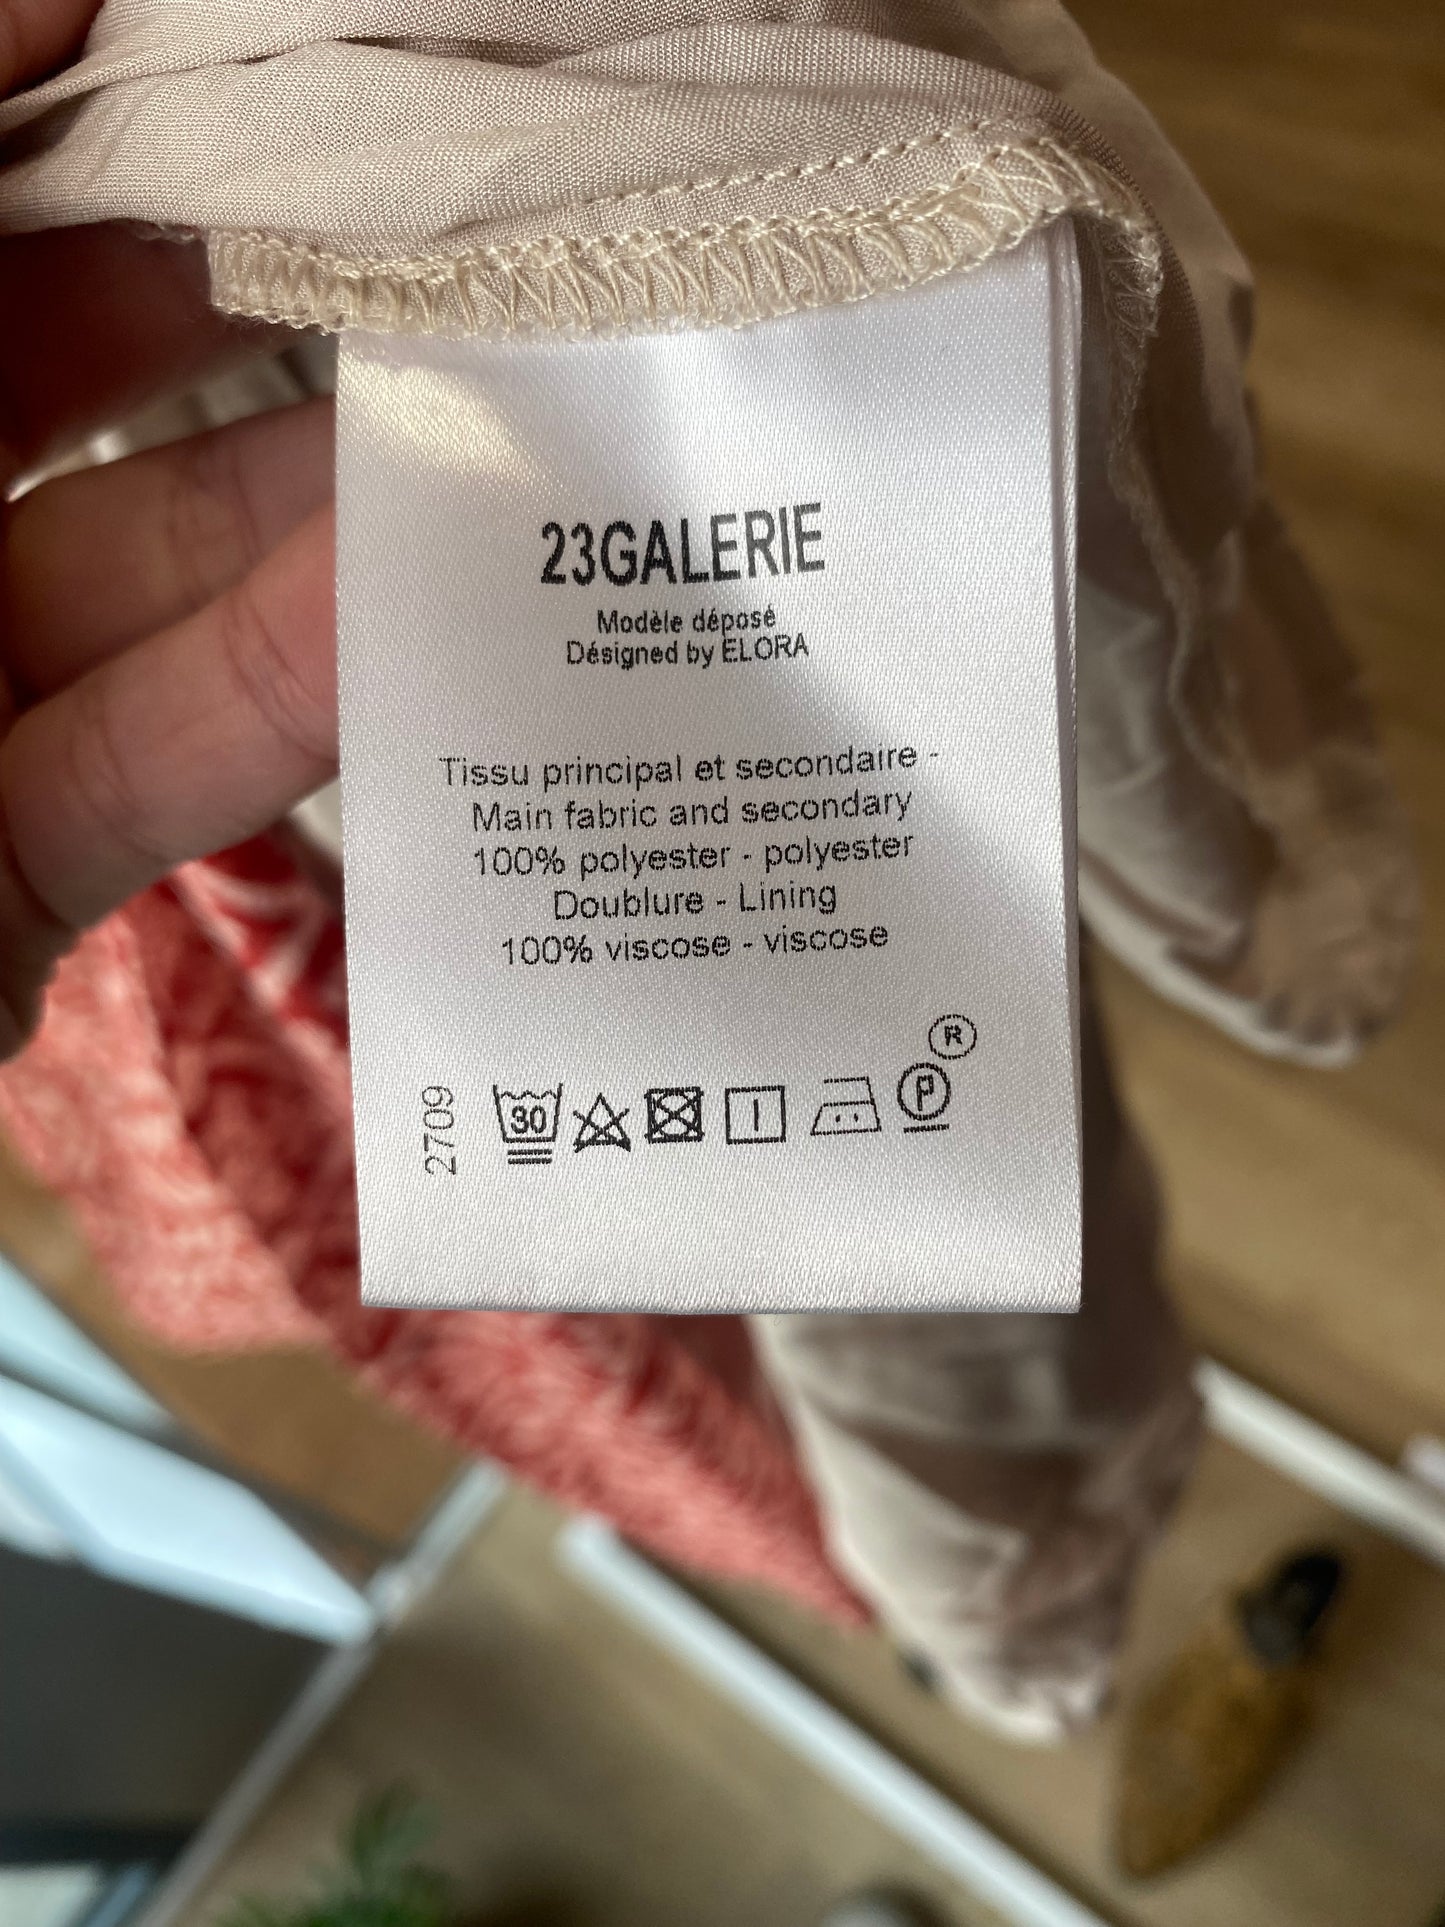 23GALERIE
Modèle déposé
Désigned by ELORA
Tissu principal et secondaire -
Main fabric and secondary
100% polyester - polyester
Doublure - Lining
100% viscose - viscose
R
2709
30
P